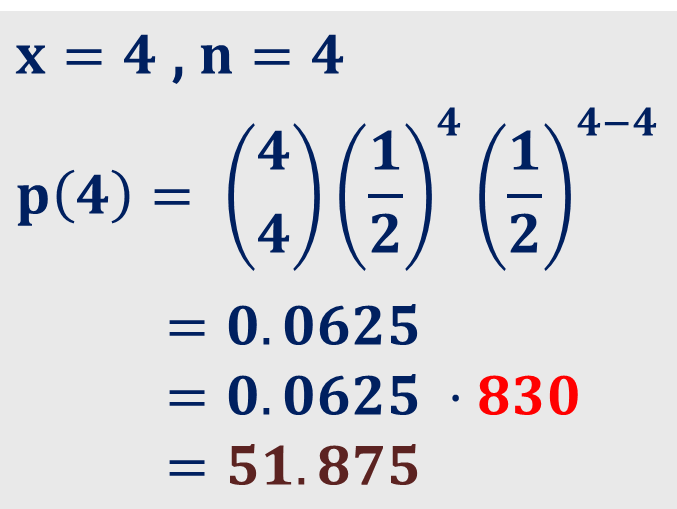 x = 4 , n = 4
p(4) = (4 4) (1/2)^4 (1/2)^4−4
= 0.0625
= 0.0625 · 830
= 51.875